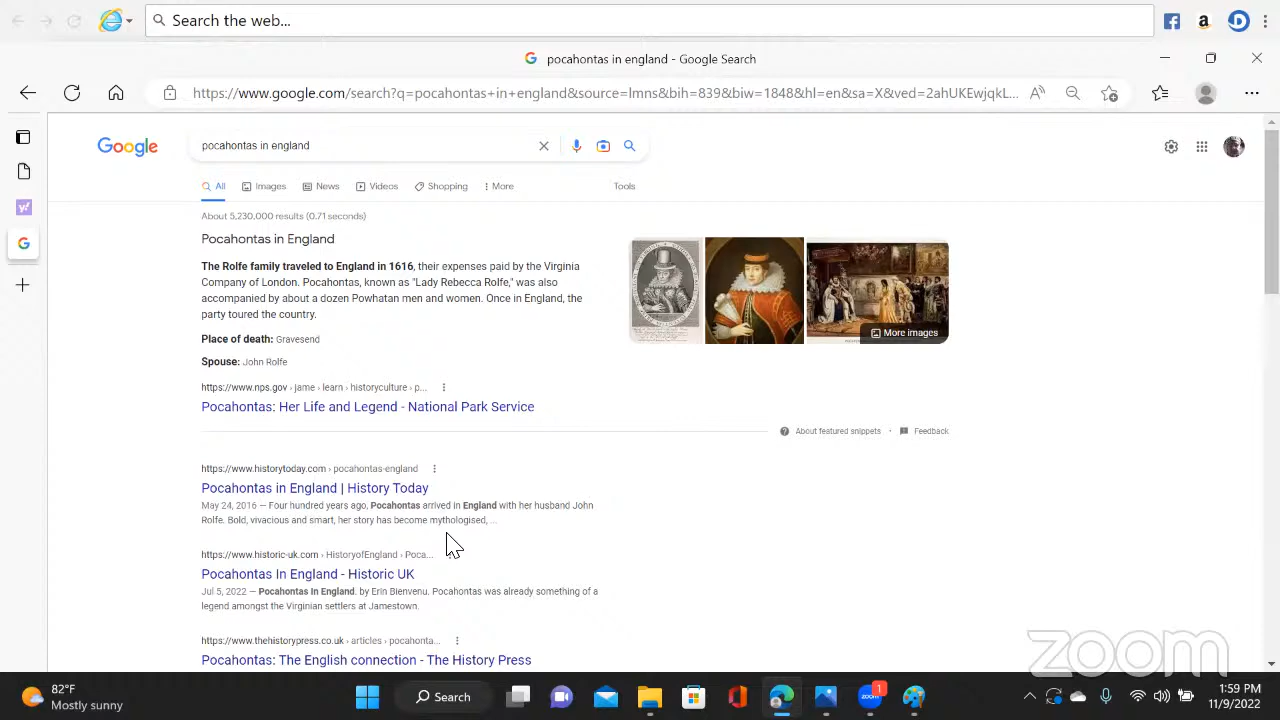 Search the web...
pocahontas in england - Google Search
https://www.google.com/search?q=pocahontas+in+england&source=lmns&bih=839&biw=1848&hl=en&sa=X&ved=2ahUKEwjqkL...
Google
pocahontas in england
All Images News Videos Shopping More Tools
About 5,230,000 results (0.71 seconds)
Pocahontas in England
The Rolfe family traveled to England in 1616, their expenses paid by the Virginia
Company of London. Pocahontas, known as "Lady Rebecca Rolfe," was also
accompanied by about a dozen Powhatan men and women. Once in England, the
party toured the country.
More images
Place of death: Gravesend
Spouse: John Rolfe
https://www.nps.gov › jame › learn › historyculture › p...
Pocahontas: Her Life and Legend - National Park Service
About featured snippets • Feedback
https://www.historytoday.com › pocahontas-england
Pocahontas in England | History Today
May 24, 2016 — Four hundred years ago, Pocahontas arrived in England with her husband John
Rolfe. Bold, vivacious and smart, her story has become mythologised, ...
https://www.historic-uk.com › HistoryofEngland › Poca...
Pocahontas In England - Historic UK
Jul 5, 2022 — Pocahontas In England. by Erin Bienvenu. Pocahontas was already something of a
legend amongst the Virginian settlers at Jamestown.
https://www.thehistorypress.co.uk › articles › pocahonta...
Pocahontas: The English connection - The History Press
zoom
82°F
Mostly sunny
Search
zoom
1
1:59 PM
11/9/2022